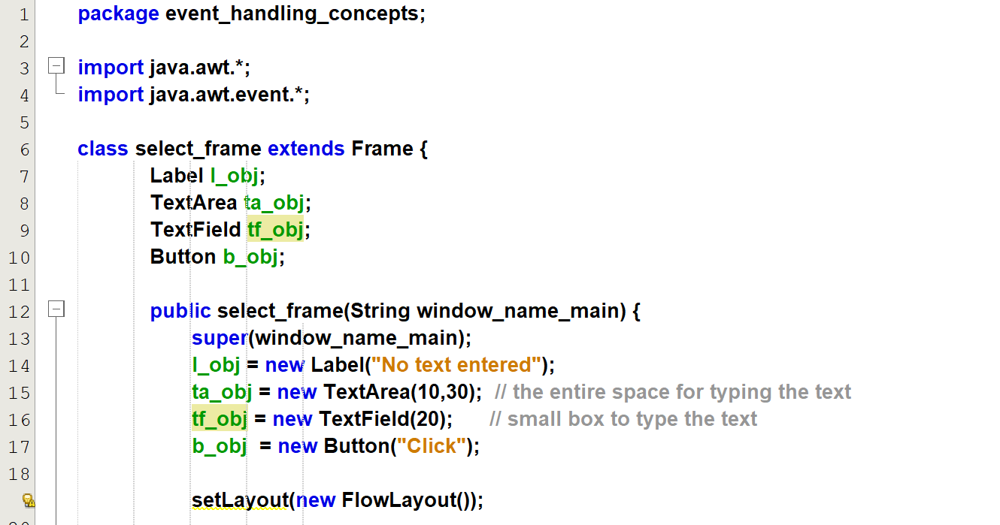 1 package event_handling_concepts;
2
3 import java.awt.*;
4 import java.awt.event.*;
5
6 class select_frame extends Frame {
7 Label l_obj;
8 TextArea ta_obj;
9 TextField tf_obj;
10 Button b_obj;
11
12 public select_frame(String window_name_main) {
13 super(window_name_main);
14 l_obj = new Label("No text entered");
15 ta_obj = new TextArea(10,30);  // the entire space for typing the text
16 tf_obj = new TextField(20);      // small box to type the text
17 b_obj  = new Button("Click");
18
setLayout(new FlowLayout());